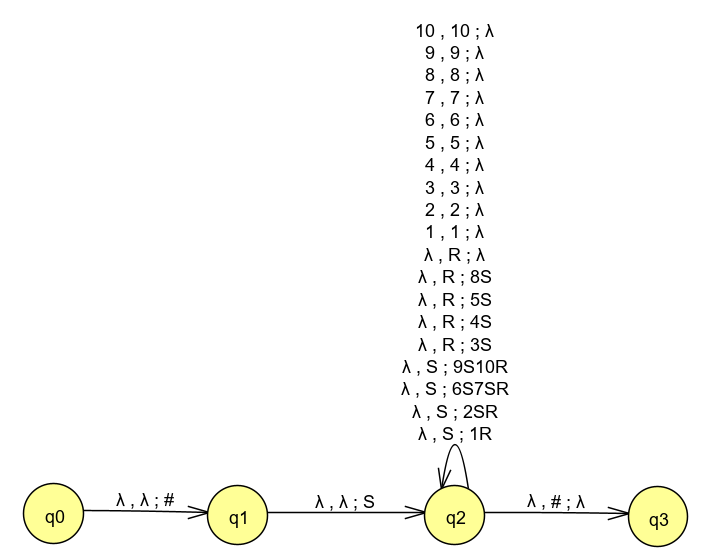 10 , 10 ; λ
9 , 9 ; λ
8 , 8 ; λ
7 , 7 ; λ
6 , 6 ; λ
5 , 5 ; λ
4 , 4 ; λ
3 , 3 ; λ
2 , 2 ; λ
1 , 1 ; λ
λ , R ; λ
λ , R ; 8S
λ , R ; 5S
λ , R ; 4S
λ , R ; 3S
λ , S ; 9S10R
λ , S ; 6S7SR
λ , S ; 2SR
λ , S ; 1R
λ , λ ; #
λ , λ ; S
λ , # ; λ
q0
q1
q2
q3